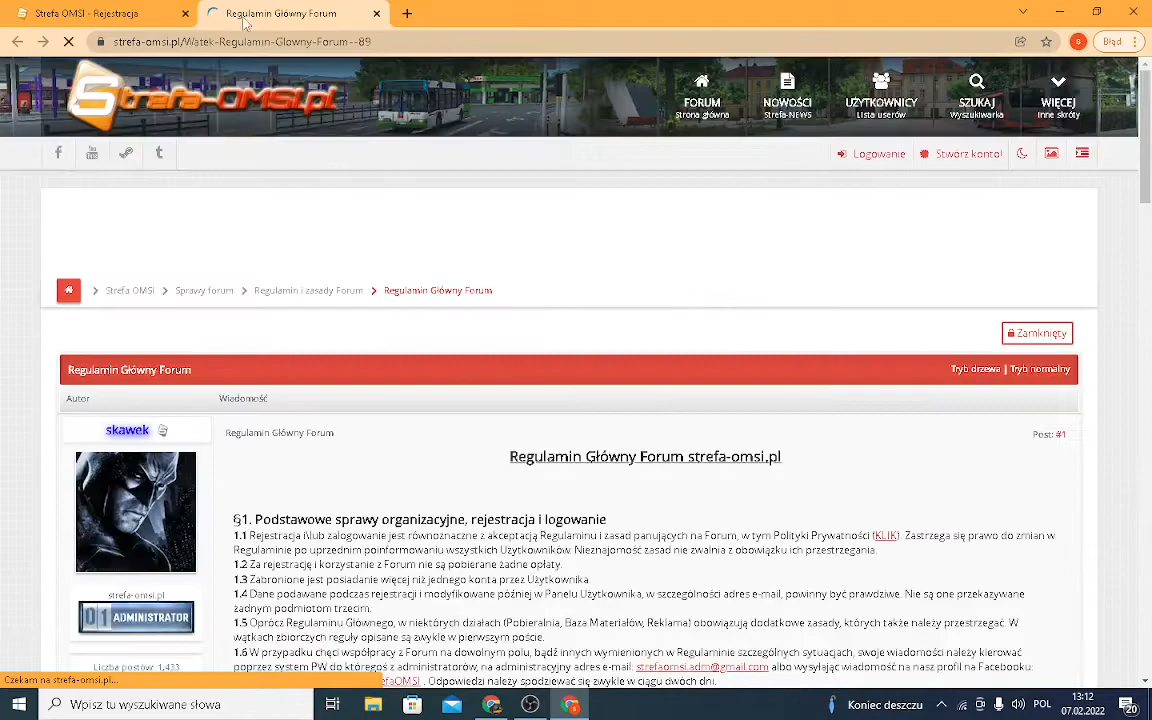 Strefa OMSI - Rejestracja
Regulamin Główny Forum
strefa-omsi.pl/Watek-Regulamin-Glowny-Forum--89
S
Błąd
Strefa-OMSI.pl
FORUM
Strona główna
NOWOŚCI
Strefa-NEWS
UŻYTKOWNICY
Lista userów
SZUKAJ
Wyszukiwarka
WIĘCEJ
Inne skróty
Logowanie
Stwórz konto!
Strefa OMSI
Sprawy forum
Regulamin i zasady Forum
Regulamin Główny Forum
Zamknięty
Regulamin Główny Forum
Tryb drzewa | Tryb normalny
Autor
Wiadomość
skawek
Regulamin Główny Forum
Post: #1
Regulamin Główny Forum strefa-omsi.pl
§1. Podstawowe sprawy organizacyjne, rejestracja i logowanie
1.1 Rejestracja i\lub zalogowanie jest równoznaczne z akceptacją Regulaminu i zasad panujących na Forum, w tym Polityki Prywatności (KLIK). Zastrzega się prawo do zmian w
Regulaminie po uprzednim poinformowaniu wszystkich Użytkowników. Nieznajomość zasad nie zwalnia z obowiązku ich przestrzegania.
1.2 Za rejestrację i korzystanie z Forum nie są pobierane żadne opłaty.
1.3 Zabronione jest posiadanie więcej niż jednego konta przez Użytkownika.
1.4 Dane podawane podczas rejestracji i modyfikowane później w Panelu Użytkownika, w szczególności adres e-mail, powinny być prawdziwe. Nie są one przekazywane
żadnym podmiotom trzecim.
1.5 Oprócz Regulaminu Głównego, w niektórych działach (Pobieralnia, Baza Materiałów, Reklama) obowiązują dodatkowe zasady, których także należy przestrzegać. W
wątkach zbiorczych reguły opisane są zwykle w pierwszym poście.
1.6 W przypadku chęci współpracy z Forum na dowolnym polu, bądź innych wymienionych w Regulaminie szczególnych sytuacjach, swoje wiadomości należy kierować
poprzez system PW do któregoś z administratorów, na administracyjny adres e-mail: strefaomsi.adm@gmail.com albo wysyłając wiadomość na nasz profil na Facebooku:
efaOMSI . Odpowiedzi należy spodziewać się zwykle w ciągu dwóch dni.
strefa-omsi.pl
01 ADMINISTRATOR
Liczba postów: 1,433
Czekam na strefa-omsi.pl...
Wpisz tu wyszukiwane słowa
Koniec deszczu
POL
13:12
07.02.2022
20